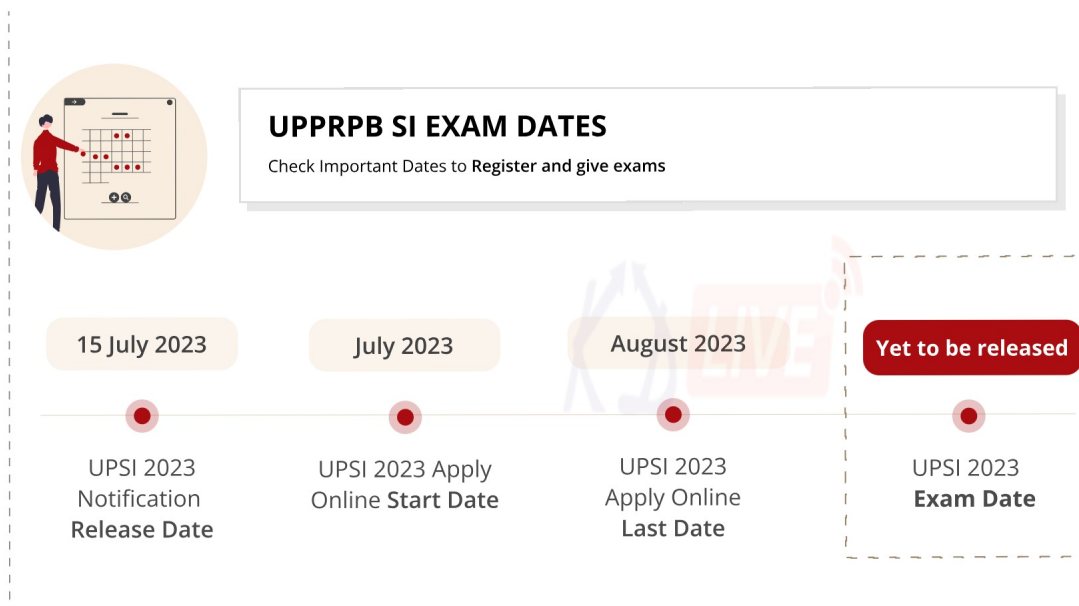 UPPRPB SI EXAM DATES
Check Important Dates to Register and give exams
15 July 2023
July 2023
August 2023
Yet to be released
UPSI 2023
Notification
Release Date
UPSI 2023 Apply
Online Start Date
UPSI 2023
Apply Online
Last Date
UPSI 2023
Exam Date
LIVE